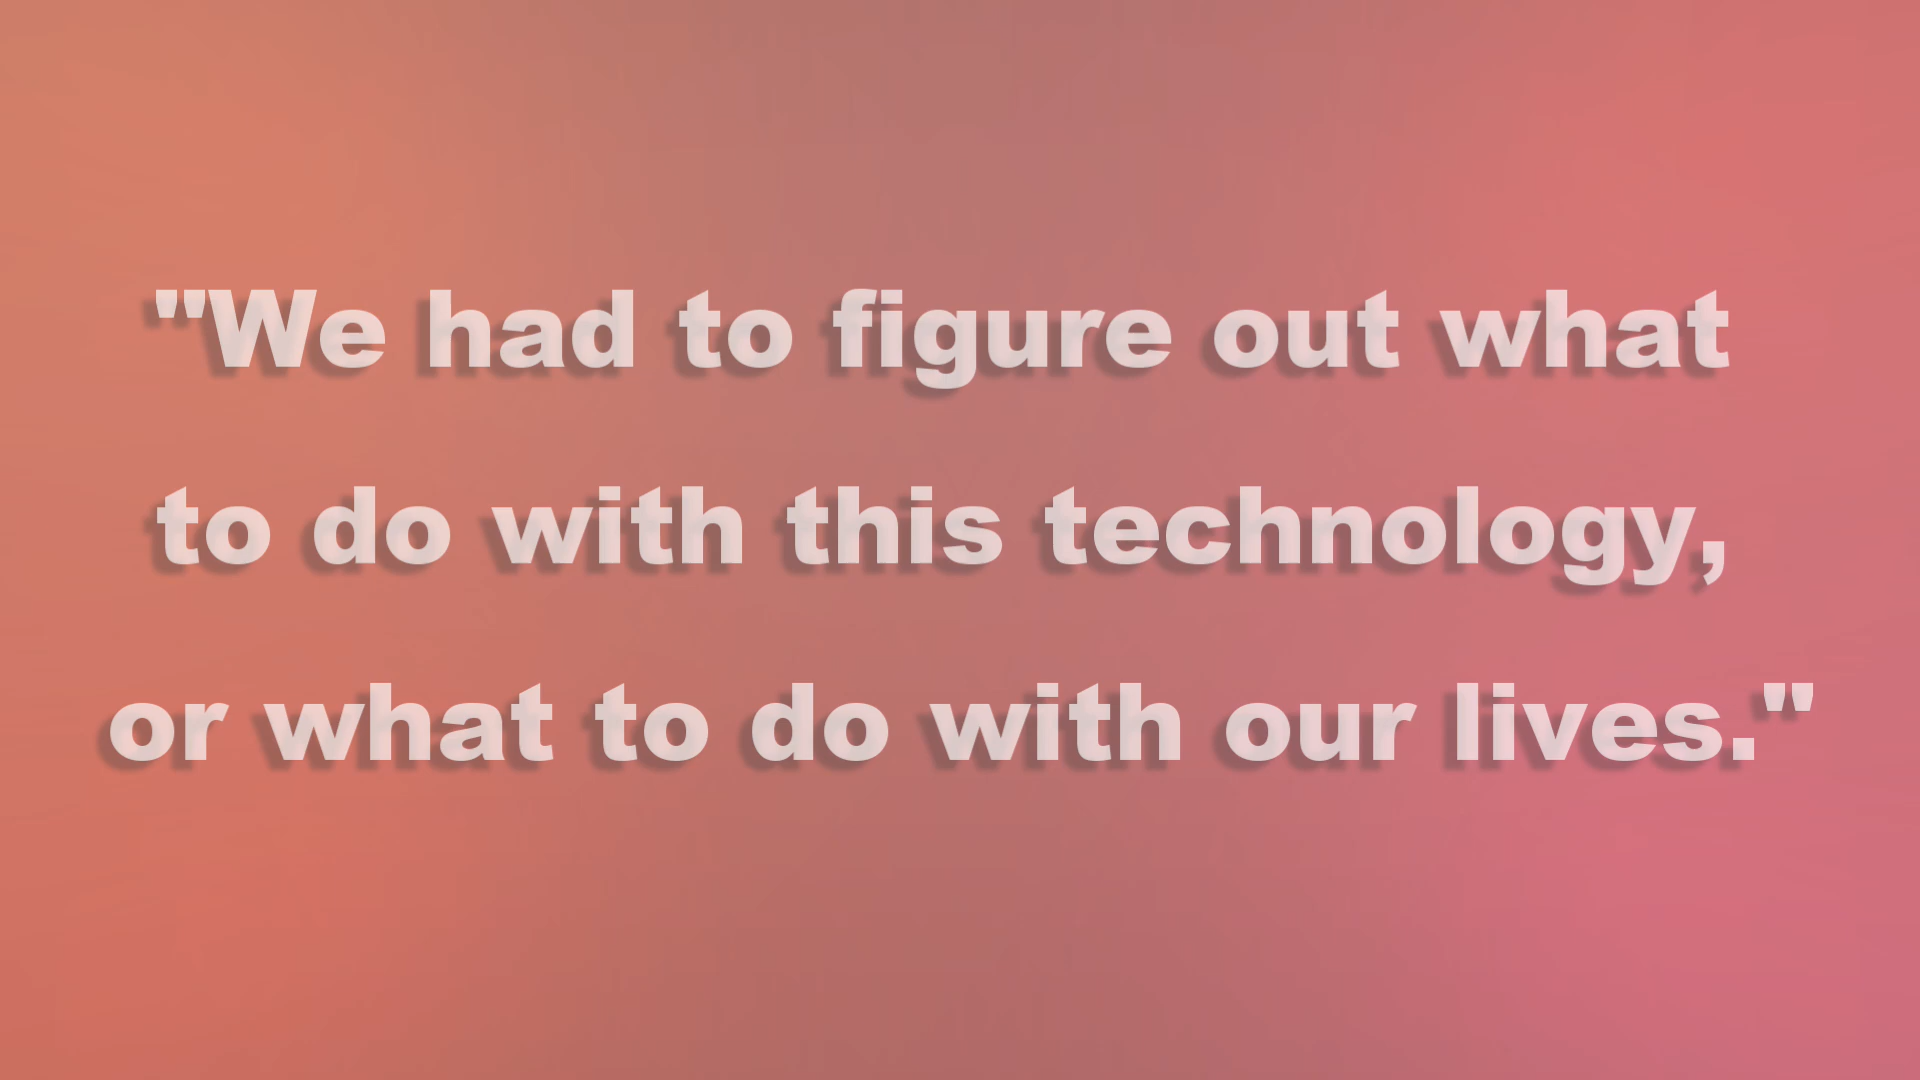 "We had to figure out what
to do with this technology,
or what to do with our lives."